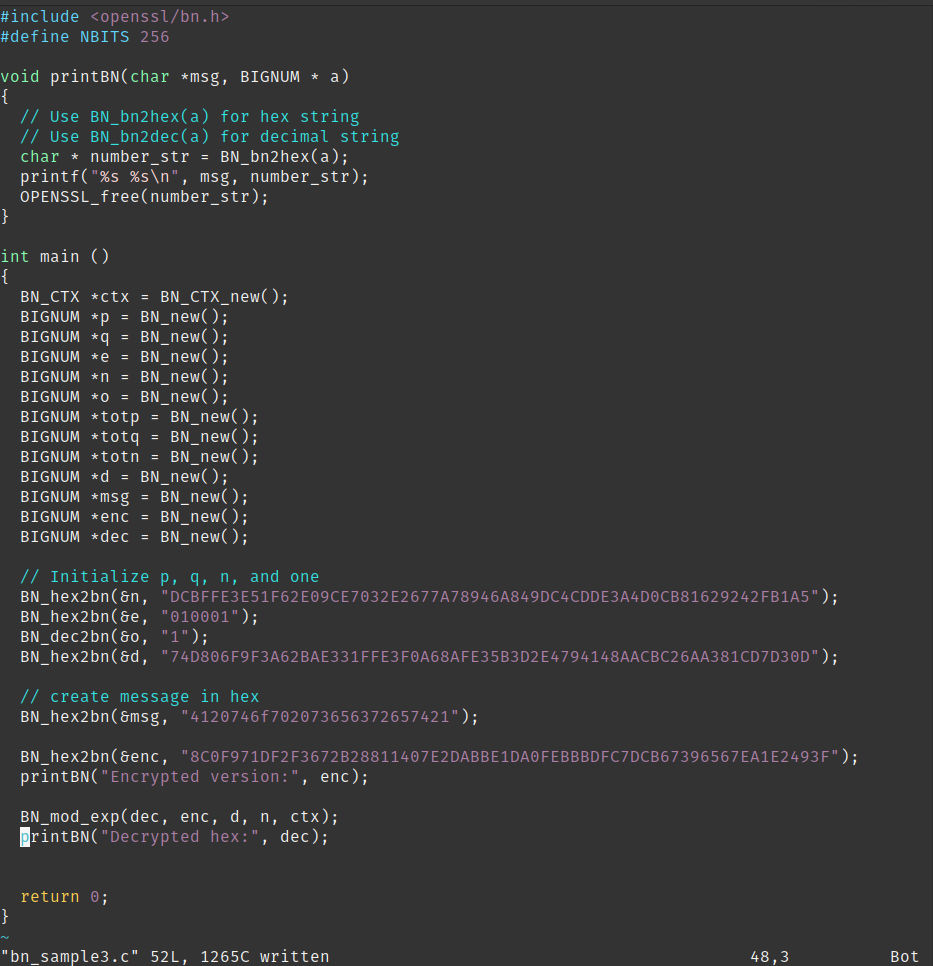 #include <openssl/bn.h>
#define NBITS 256

void printBN(char *msg, BIGNUM * a)
{
  // Use BN_bn2hex(a) for hex string
  // Use BN_bn2dec(a) for decimal string
  char * number_str = BN_bn2hex(a);
  printf("%s %s\n", msg, number_str);
  OPENSSL_free(number_str);
}

int main ()
{
  BN_CTX *ctx = BN_CTX_new();
  BIGNUM *p = BN_new();
  BIGNUM *q = BN_new();
  BIGNUM *e = BN_new();
  BIGNUM *n = BN_new();
  BIGNUM *o = BN_new();
  BIGNUM *totp = BN_new();
  BIGNUM *totq = BN_new();
  BIGNUM *totn = BN_new();
  BIGNUM *d = BN_new();
  BIGNUM *msg = BN_new();
  BIGNUM *enc = BN_new();
  BIGNUM *dec = BN_new();

  // Initialize p, q, n, and one
  BN_hex2bn(&n, "DCBFFE3E51F62E09CE7032E2677A78946A849DC4CDDE3A4D0CB81629242FB1A5");
  BN_hex2bn(&e, "010001");
  BN_dec2bn(&o, "1");
  BN_hex2bn(&d, "74D806F9F3A62BAE331FFE3F0A68AFE35B3D2E4794148AACBC26AA381CD7D30D");

  // create message in hex
  BN_hex2bn(&msg, "4120746f702073656372657421");

  BN_hex2bn(&enc, "8C0F971DF2F3672B28811407E2DABBE1DA0FEBBBDFC7DCB67396567EA1E2493F");
  printBN("Encrypted version:", enc);

  BN_mod_exp(dec, enc, d, n, ctx);
  printBN("Decrypted hex:", dec);


  return 0;
}
~
"bn_sample3.c" 52L, 1265C written 48,3 Bot